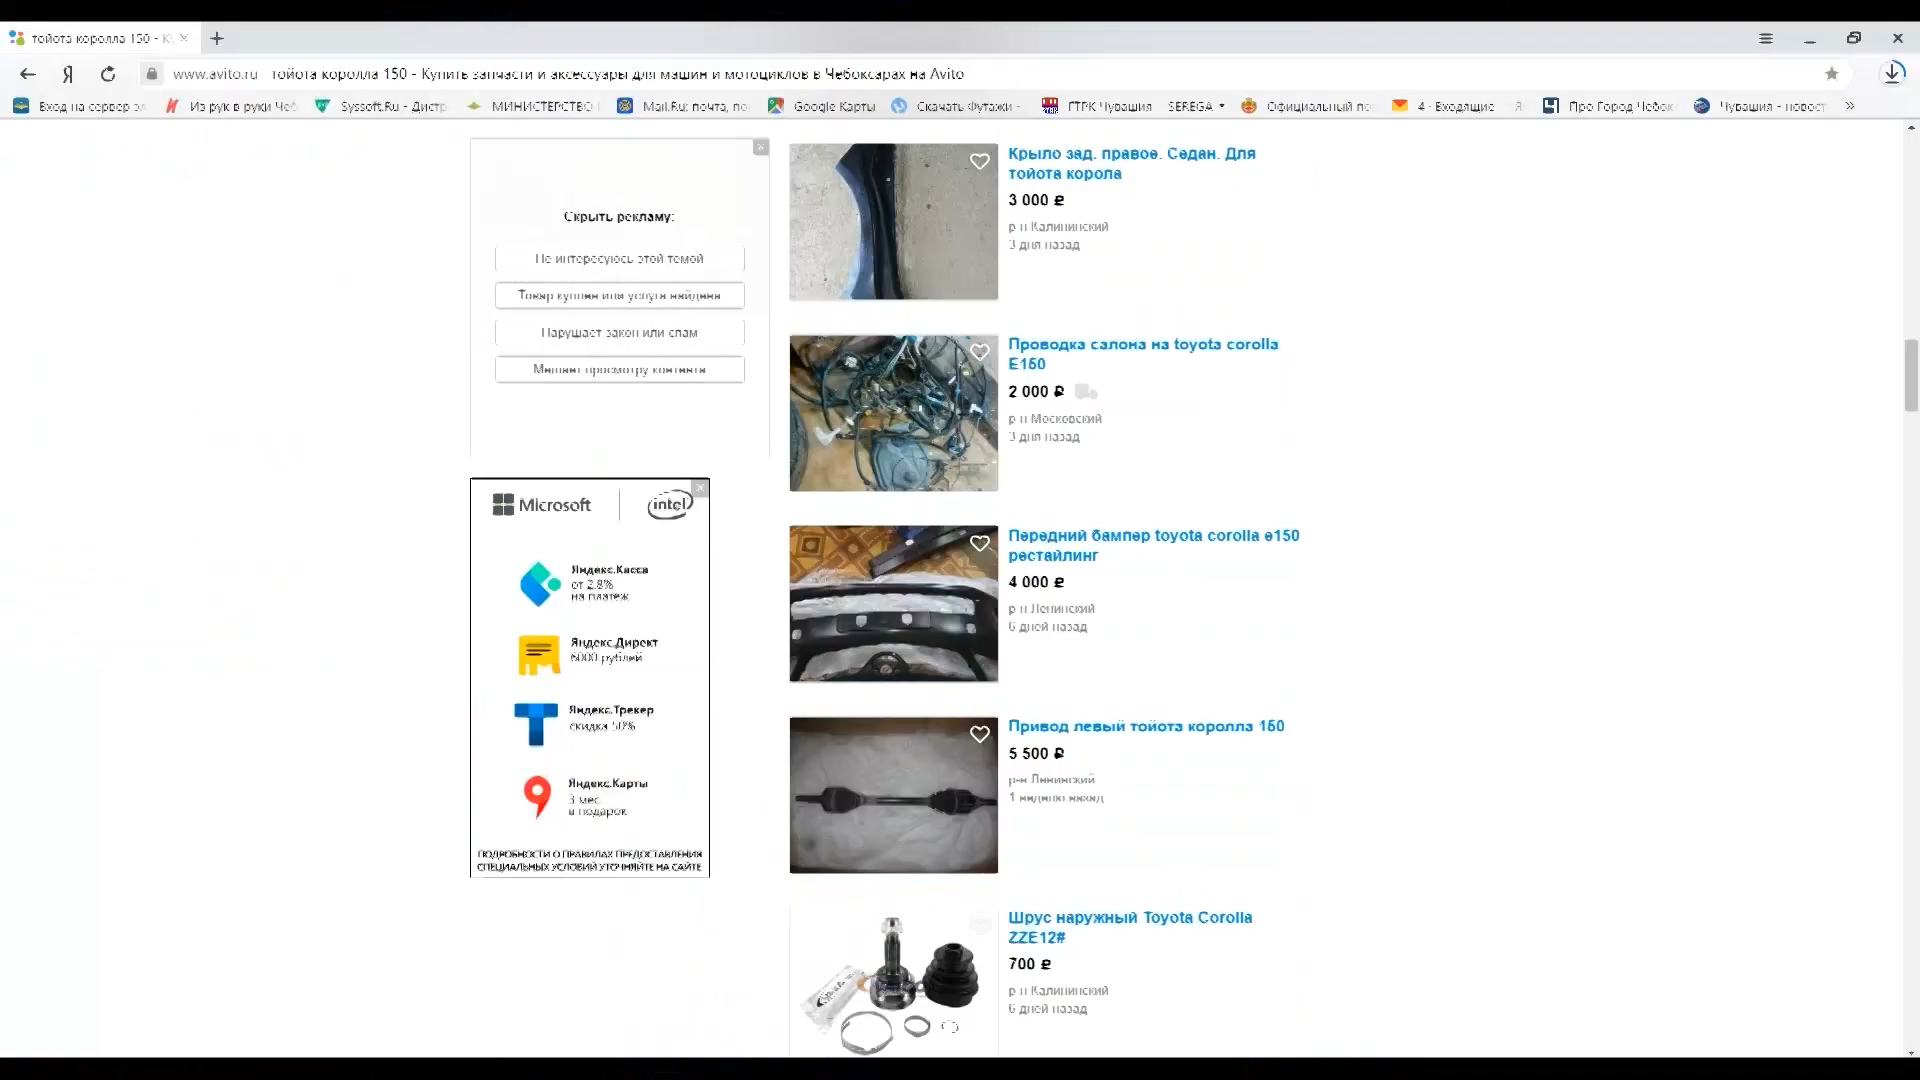 тойота королла 150 - К
www.avito.ru тойота королла 150 - Купить запчасти и аксессуары для машин и мотоциклов в Чебоксарах на Avito
Вход на сервер эл
Из рук в руки Чеб
Syssoft.Ru - Дистр
МИНИСТЕРСТВО
Mail.Ru: почта, по
Google Карты
Скачать Футажи -
ГТРК Чувашия
SEREGA
Официальный по
4 · Входящие
Про Город Чебок
Чувашия - новост
Скрыть рекламу:
Не интересуюсь этой темой
Товар куплен или услуга найдена
Нарушает закон или спам
Мешает просмотру контента
Microsoft
intel
Яндекс.Касса
от 2.8%
на платеж
Яндекс.Директ
6000 рублей
Яндекс.Трекер
скидка 50%
Яндекс.Карты
3 мес
в подарок
ПОДРОБНОСТИ О ПРАВИЛАХ ПРЕДОСТАВЛЕНИЯ
СПЕЦИАЛЬНЫХ УСЛОВИЙ УТОЧНЯЙТЕ НА САЙТЕ
Крыло зад. правое. Седан. Для
тойота корола
3 000 ₽
р-н Калининский
3 дня назад
Проводка салона на toyota corolla
E150
2 000 ₽
р-н Московский
3 дня назад
Передний бампер toyota corolla e150
рестайлинг
4 000 ₽
р-н Ленинский
6 дней назад
Привод левый тойота королла 150
5 500 ₽
р-н Ленинский
1 неделю назад
Шрус наружный Toyota Corolla
ZZE12#
700 ₽
р-н Калининский
6 дней назад